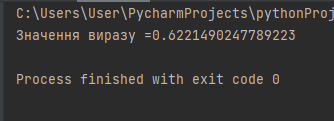 C:\Users\User\PycharmProjects\pythonProj
Значення виразу =0.6221490247789223
Process finished with exit code 0